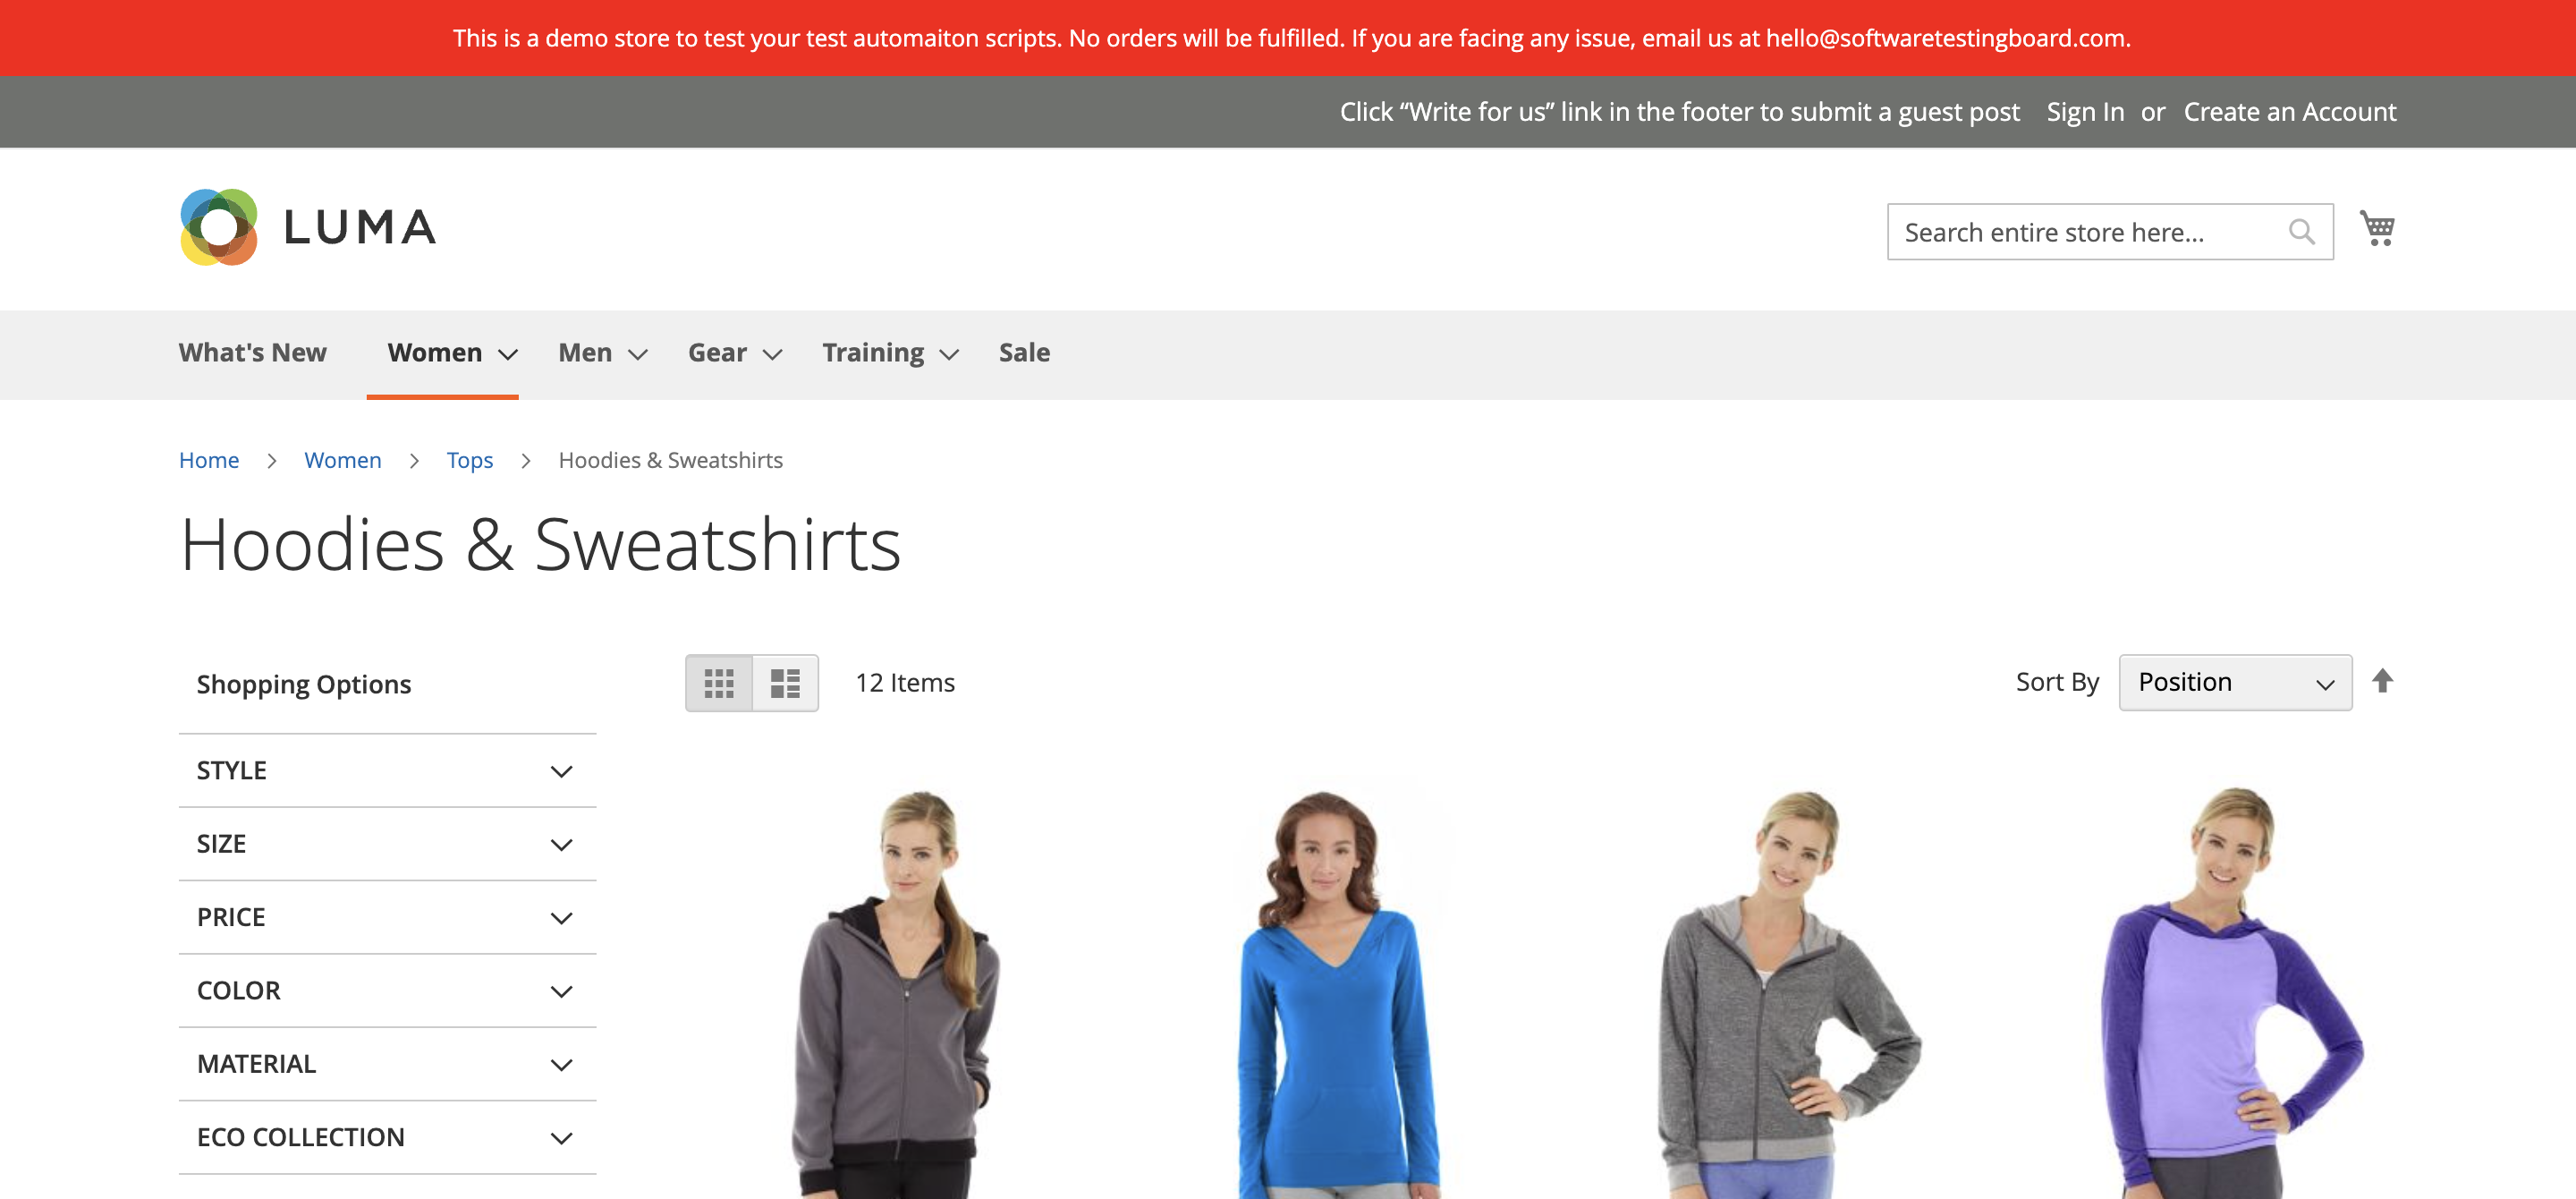 This is a demo store to test your test automaiton scripts. No orders will be fulfilled. If you are facing any issue, email us at hello@softwaretestingboard.com.
Click “Write for us” link in the footer to submit a guest post Sign In or Create an Account
LUMA
Search entire store here...
What's New Women Men Gear Training Sale
Home Women Tops Hoodies & Sweatshirts
Hoodies & Sweatshirts
Shopping Options
12 Items
Sort By Position
STYLE
SIZE
PRICE
COLOR
MATERIAL
ECO COLLECTION